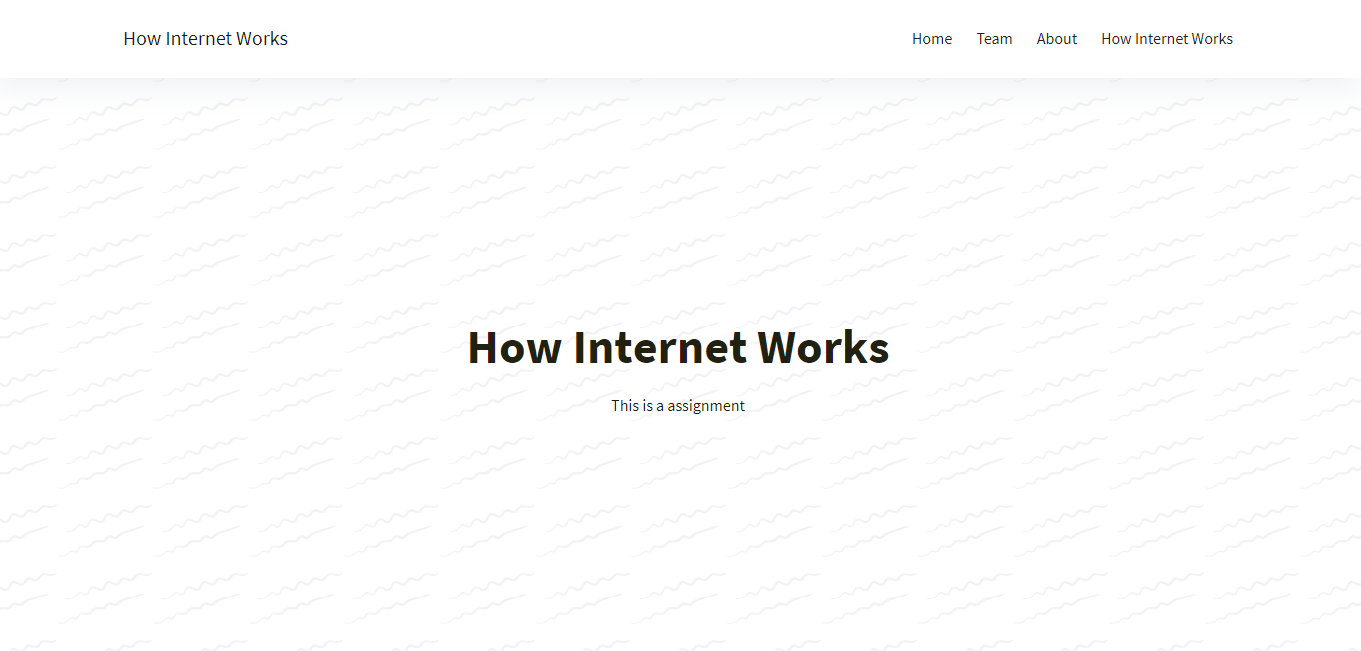 How Internet Works
Home Team About How Internet Works
How Internet Works
This is a assignment